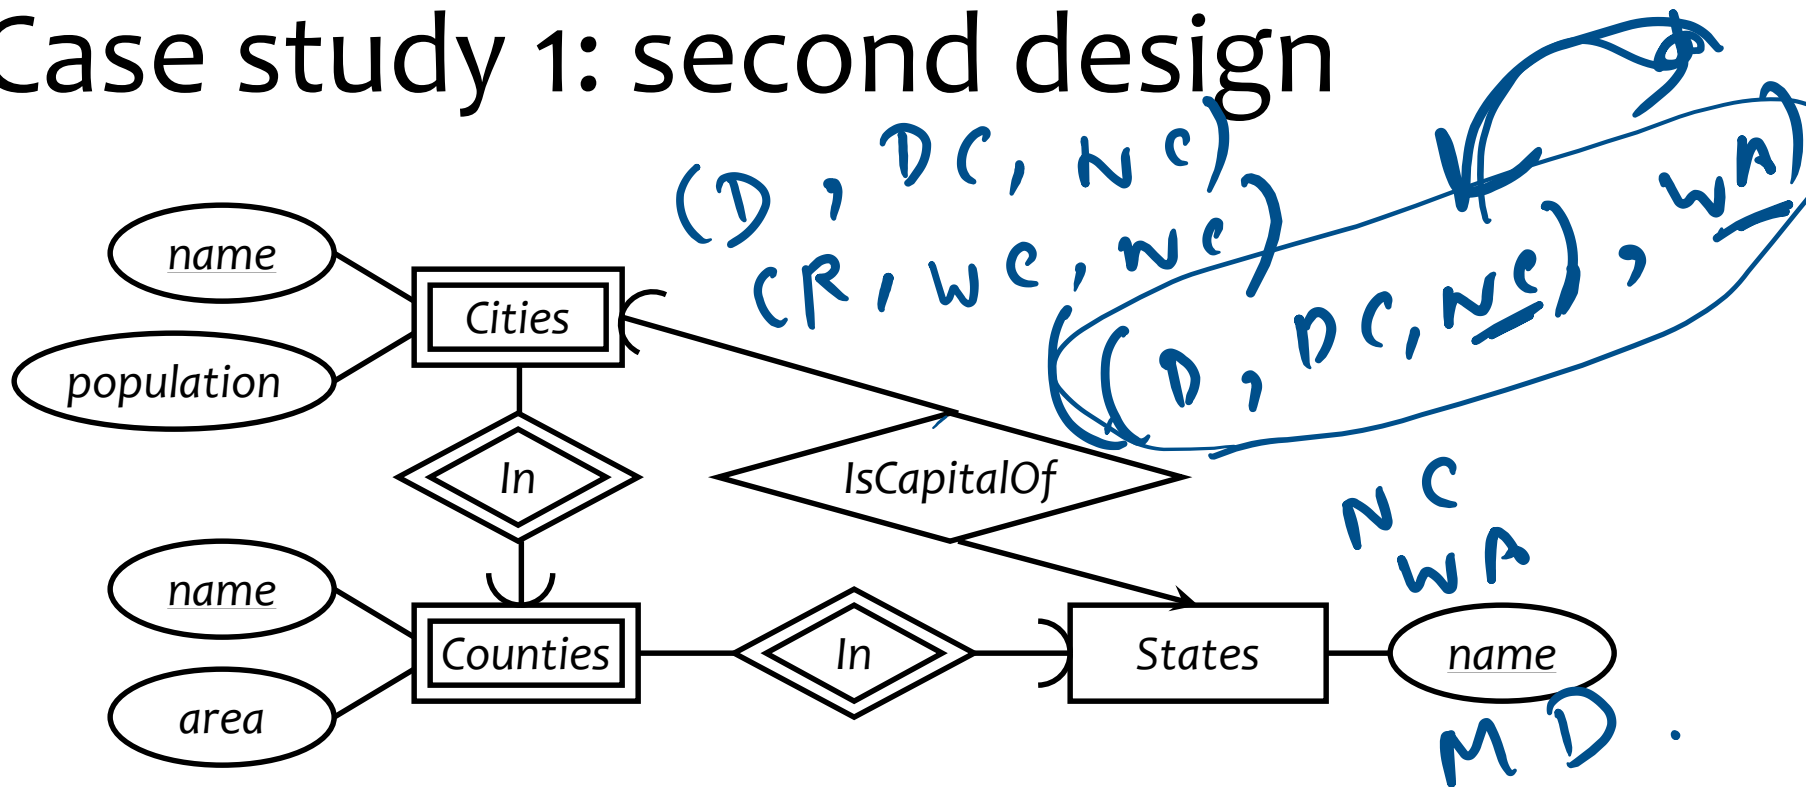 Case study 1: second design
(D, DC, NC)
(R, WC, NC)
((D, DC, NC), WA)
name
Cities
population
In
IsCapitalOf
NC
WA
name
Counties
In
States
name
area
MD.